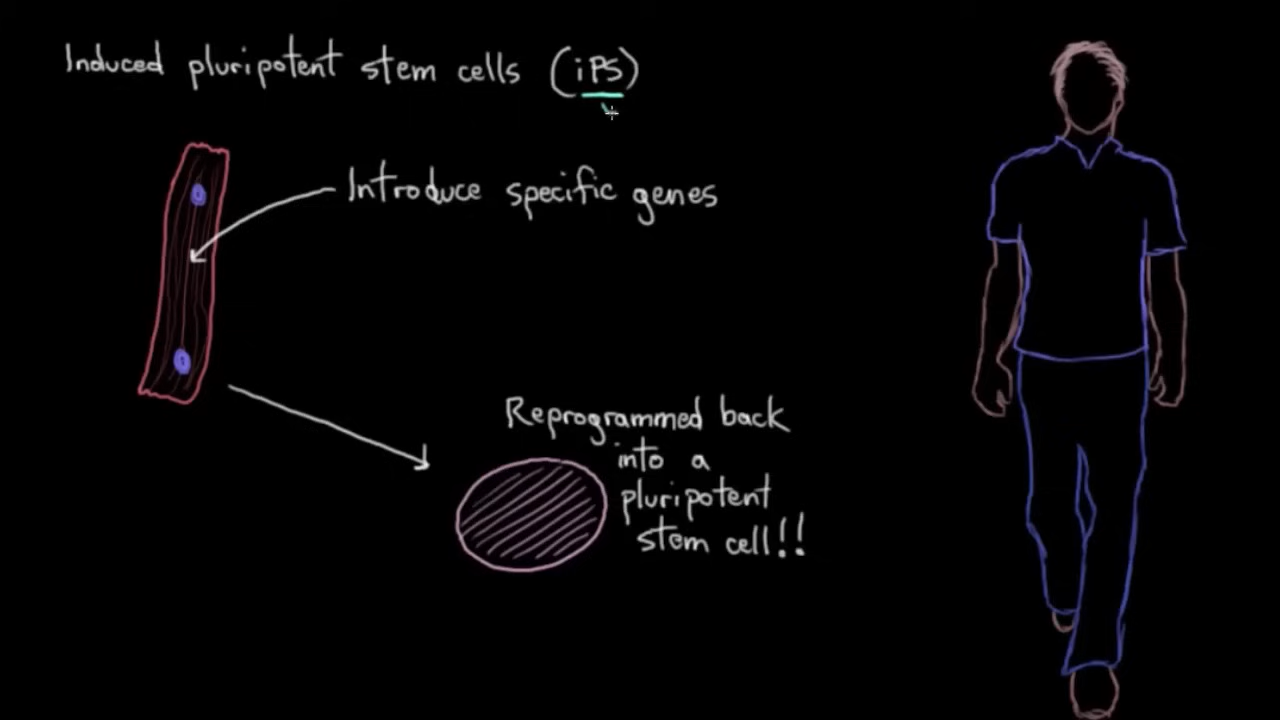 Induced pluripotent stem cells (iPS)
Introduce specific genes
Reprogrammed back
into a
pluripotent
stem cell!!